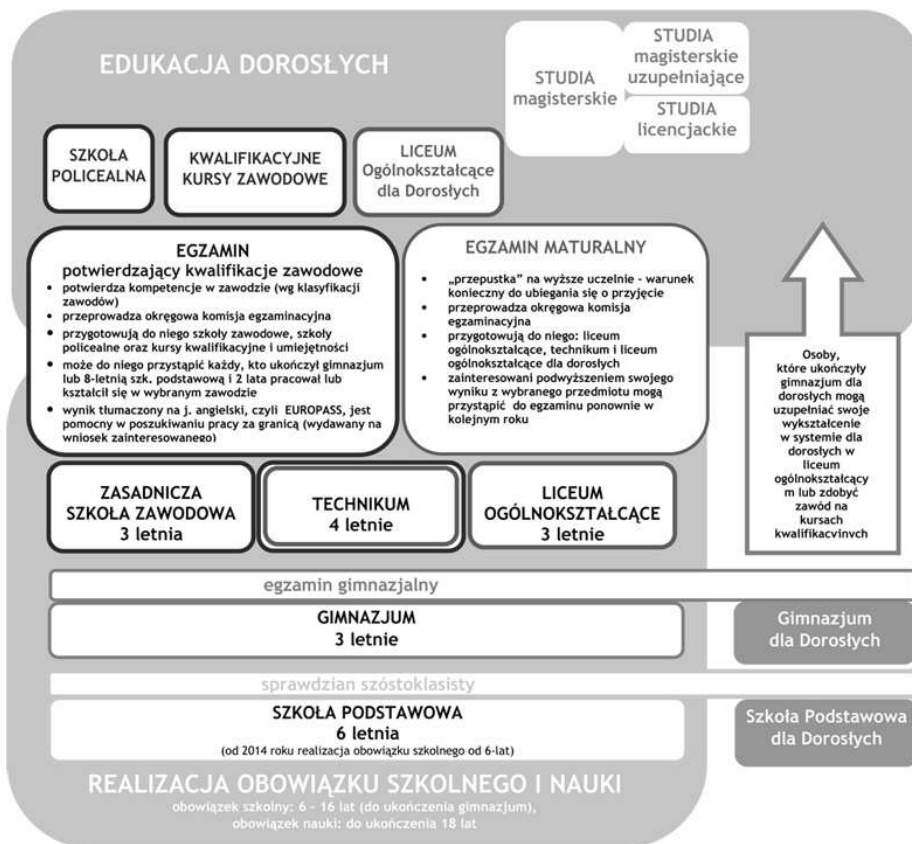 EDUKACJA DOROSŁYCH
STUDIA
magisterskie
STUDIA
magisterskie
uzupełniające
STUDIA
licencjackie
SZKOŁA
POLICEALNA
KWALIFIKACYJNE
KURSY ZAWODOWE
LICEUM
Ogólnokształcące
dla Dorosłych
EGZAMIN
potwierdzający kwalifikacje zawodowe
• potwierdza kompetencje w zawodzie (wg klasyfikacji
zawodów)
• przeprowadza okręgowa komisja egzaminacyjna
• przygotowują do niego szkoły zawodowe, szkoły
policealne oraz kursy kwalifikacyjne i umiejętności
• może do niego przystąpić każdy, kto ukończył gimnazjum
lub 8-letnią szk. podstawową i 2 lata pracował lub
kształcił się w wybranym zawodzie
• wynik tłumaczony na j. angielski, czyli EUROPASS, jest
pomocny w poszukiwaniu pracy za granicą (wydawany na
wniosek zainteresowanego)
EGZAMIN MATURALNY
• „przepustka” na wyższe uczelnie - warunek
konieczny do ubiegania się o przyjęcie
• przeprowadza okręgowa komisja
egzaminacyjna
• przygotowują do niego: liceum
ogólnokształcące, technikum i liceum
ogólnokształcące dla dorosłych
• zainteresowani podwyższeniem swojego
wyniku z wybranego przedmiotu mogą
przystąpić do egzaminu ponownie w
kolejnym roku
Osoby,
które ukończyły
gimnazjum dla
dorosłych mogą
uzupełniać swoje
wykształcenie
w systemie dla
dorosłych w
liceum
ogólnokształcący
m lub zdobyć
zawód na
kursach
kwalifikacyjnych
ZASADNICZA
SZKOŁA ZAWODOWA
3 letnia
TECHNIKUM
4 letnie
LICEUM
OGÓLNOKSZTAŁCĄCE
3 letnie
egzamin gimnazjalny
GIMNAZJUM
3 letnie
Gimnazjum
dla Dorosłych
sprawdzian szóstoklasisty
SZKOŁA PODSTAWOWA
6 letnia
(od 2014 roku realizacja obowiązku szkolnego od 6-lat)
Szkoła Podstawowa
dla Dorosłych
REALIZACJA OBOWIĄZKU SZKOLNEGO I NAUKI
obowiązek szkolny: 6 - 16 lat (do ukończenia gimnazjum),
obowiązek nauki: do ukończenia 18 lat